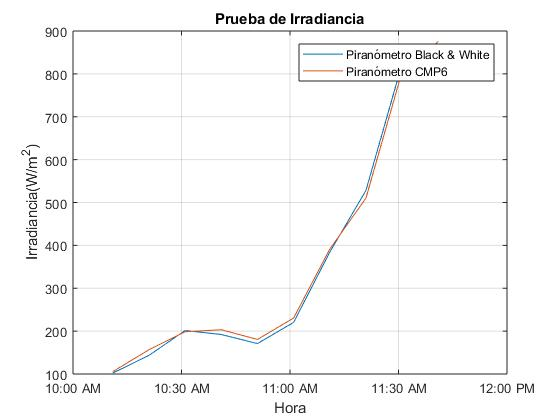 Prueba de Irradiancia
Piranómetro Black & White
Piranómetro CMP6
Irradiancia(W/m²)
900
800
700
600
500
400
300
200
100
10:00 AM
10:30 AM
11:00 AM
11:30 AM
12:00 PM
Hora